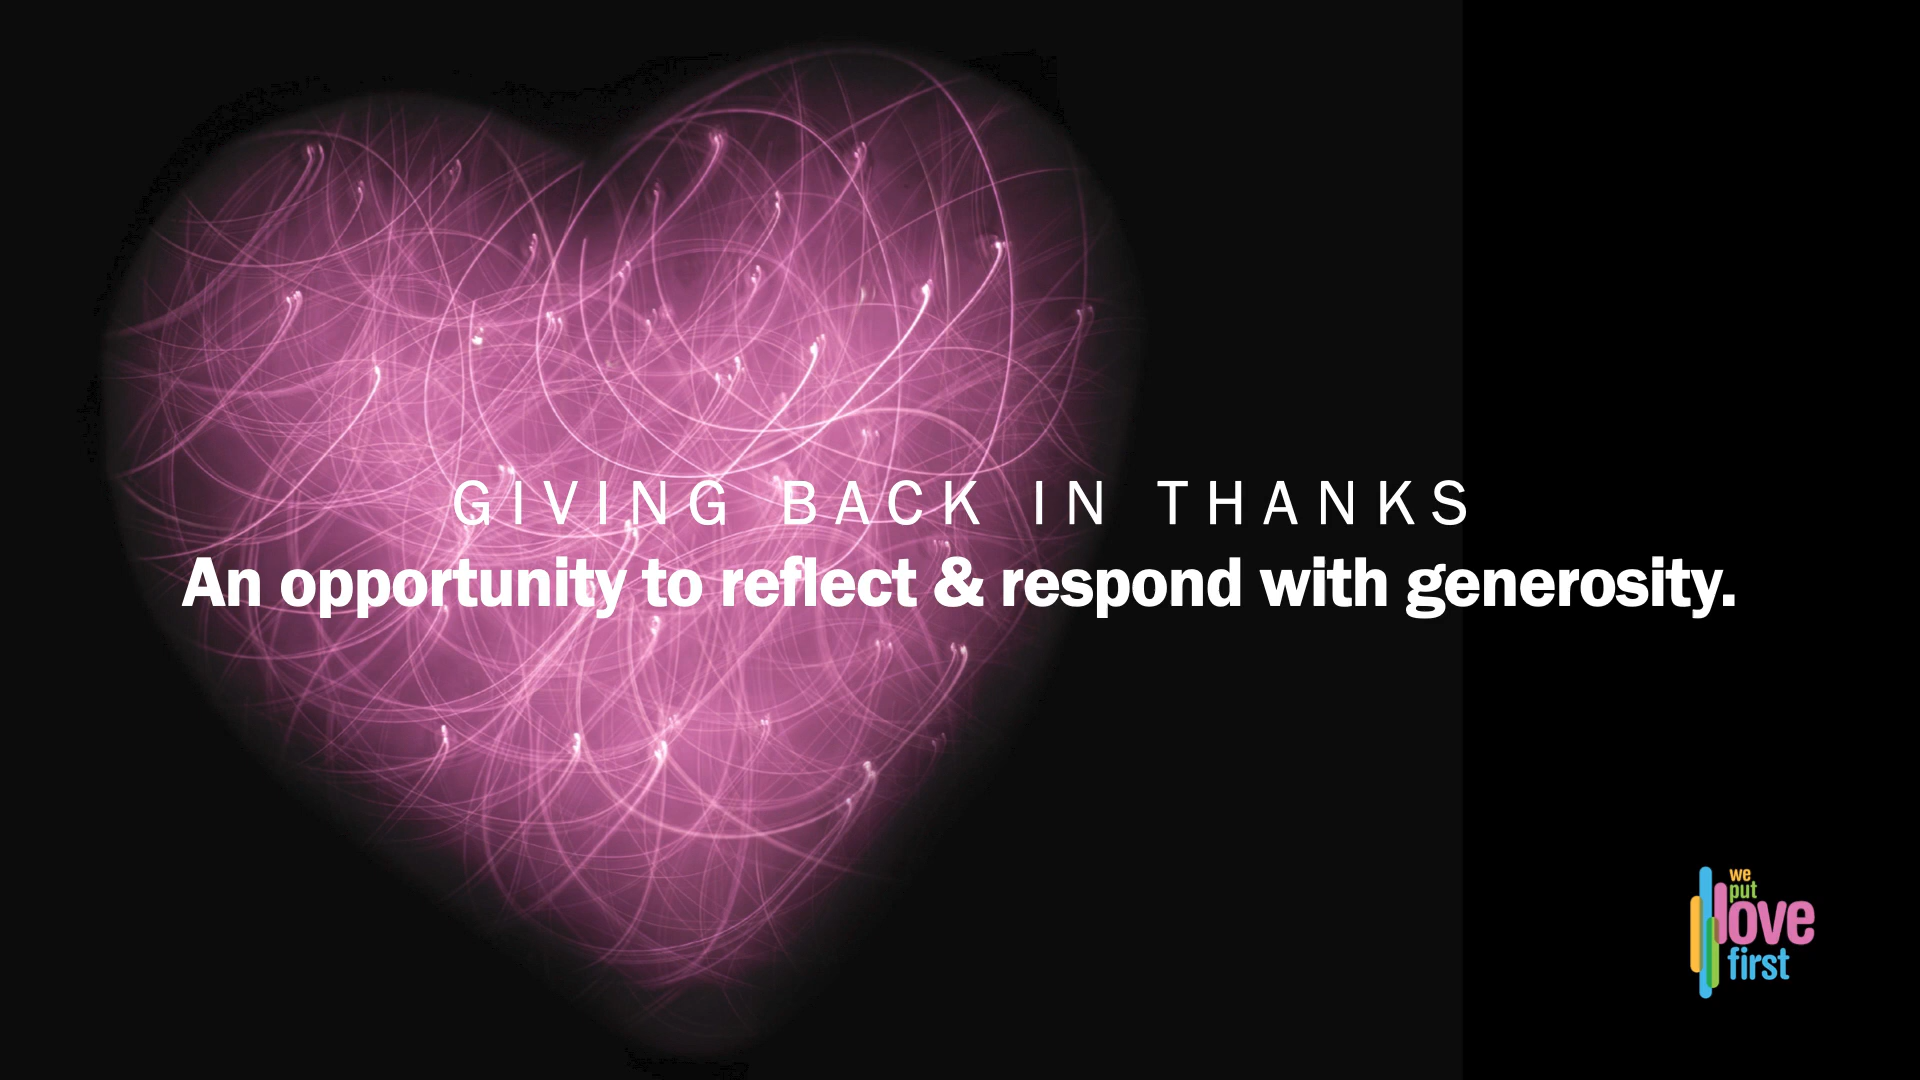 GIVING BACK IN THANKS
An opportunity to reflect & respond with generosity.
we
put
love
first